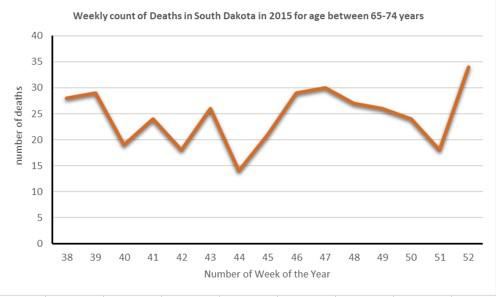 Weekly count of Deaths in South Dakota in 2015 for age between 65-74 years
40
35
30
25
20
15
10
5
0
number of deaths
38 39 40 41 42 43 44 45 46 47 48 49 50 51 52
Number of Week of the Year